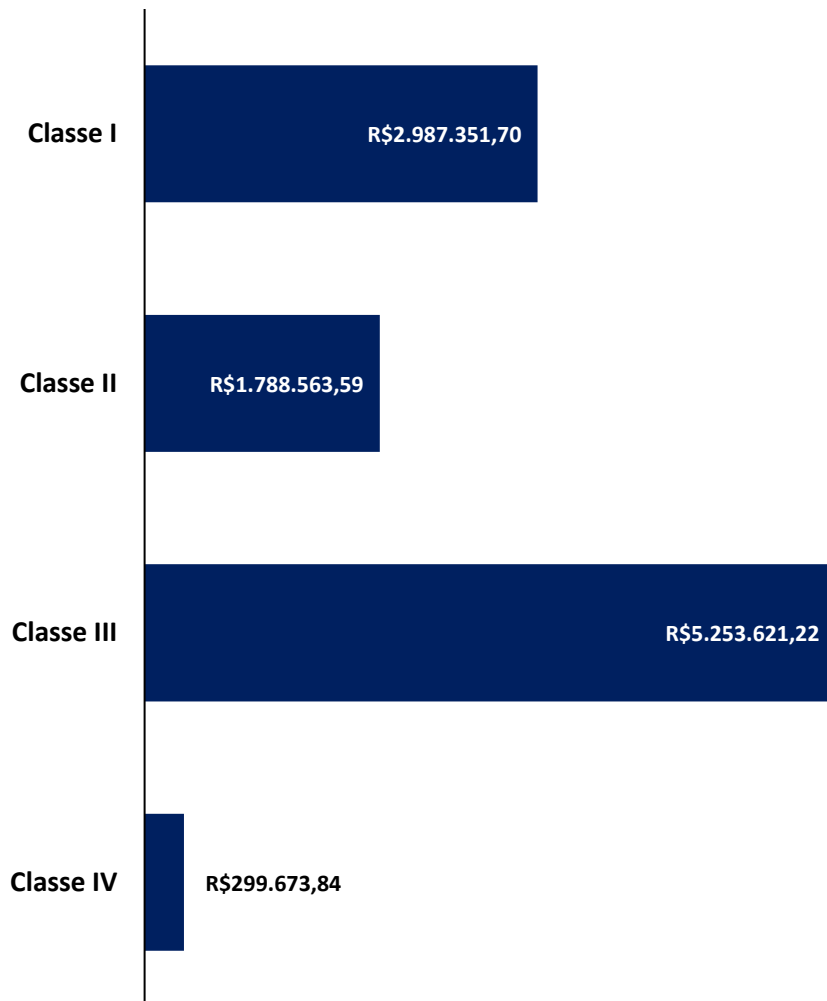 Classe I
R$2.987.351,70
Classe II
R$1.788.563,59
Classe III
R$5.253.621,22
Classe IV
R$299.673,84